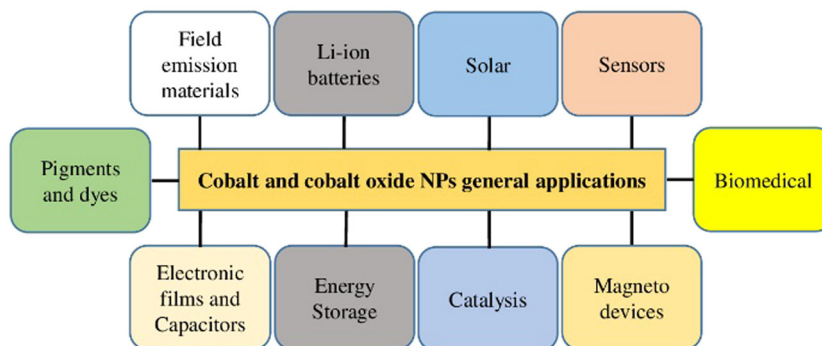 Field
emission
materials
Li-ion
batteries
Solar
Sensors
Pigments
and dyes
Cobalt and cobalt oxide NPs general applications
Biomedical
Electronic
films and
Capacitors
Energy
Storage
Catalysis
Magneto
devices